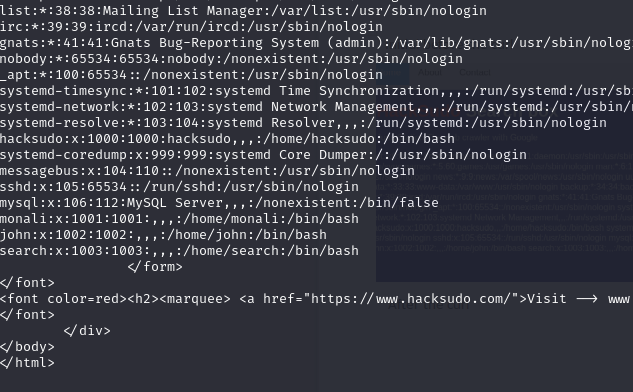 list:*:38:38:Mailing List Manager:/var/list:/usr/sbin/nologin
irc:*:39:39:ircd:/var/run/ircd:/usr/sbin/nologin
gnats:*:41:41:Gnats Bug-Reporting System (admin):/var/lib/gnats:/usr/sbin/nologi
nobody:*:65534:65534:nobody:/nonexistent:/usr/sbin/nologin
_apt:*:100:65534::/nonexistent:/usr/sbin/nologin
systemd-timesync:*:101:102:systemd Time Synchronization,,,:/run/systemd:/usr/sb
systemd-network:*:102:103:systemd Network Management,,,:/run/systemd:/usr/sbin/
systemd-resolve:*:103:104:systemd Resolver,,,:/run/systemd:/usr/sbin/nologin
hacksudo:x:1000:1000:hacksudo,,,:/home/hacksudo:/bin/bash
systemd-coredump:x:999:999:systemd Core Dumper:/:/usr/sbin/nologin
messagebus:x:104:110::/nonexistent:/usr/sbin/nologin
sshd:x:105:65534::/run/sshd:/usr/sbin/nologin
mysql:x:106:112:MySQL Server,,,:/nonexistent:/bin/false
monali:x:1001:1001:,,,:/home/monali:/bin/bash
john:x:1002:1002:,,,:/home/john:/bin/bash
search:x:1003:1003:,,,:/home/search:/bin/bash
</form>
</font>
<font color=red><h2><marquee> <a href="https://www.hacksudo.com/">Visit --> www
</font>
</div>
</body>
</html>